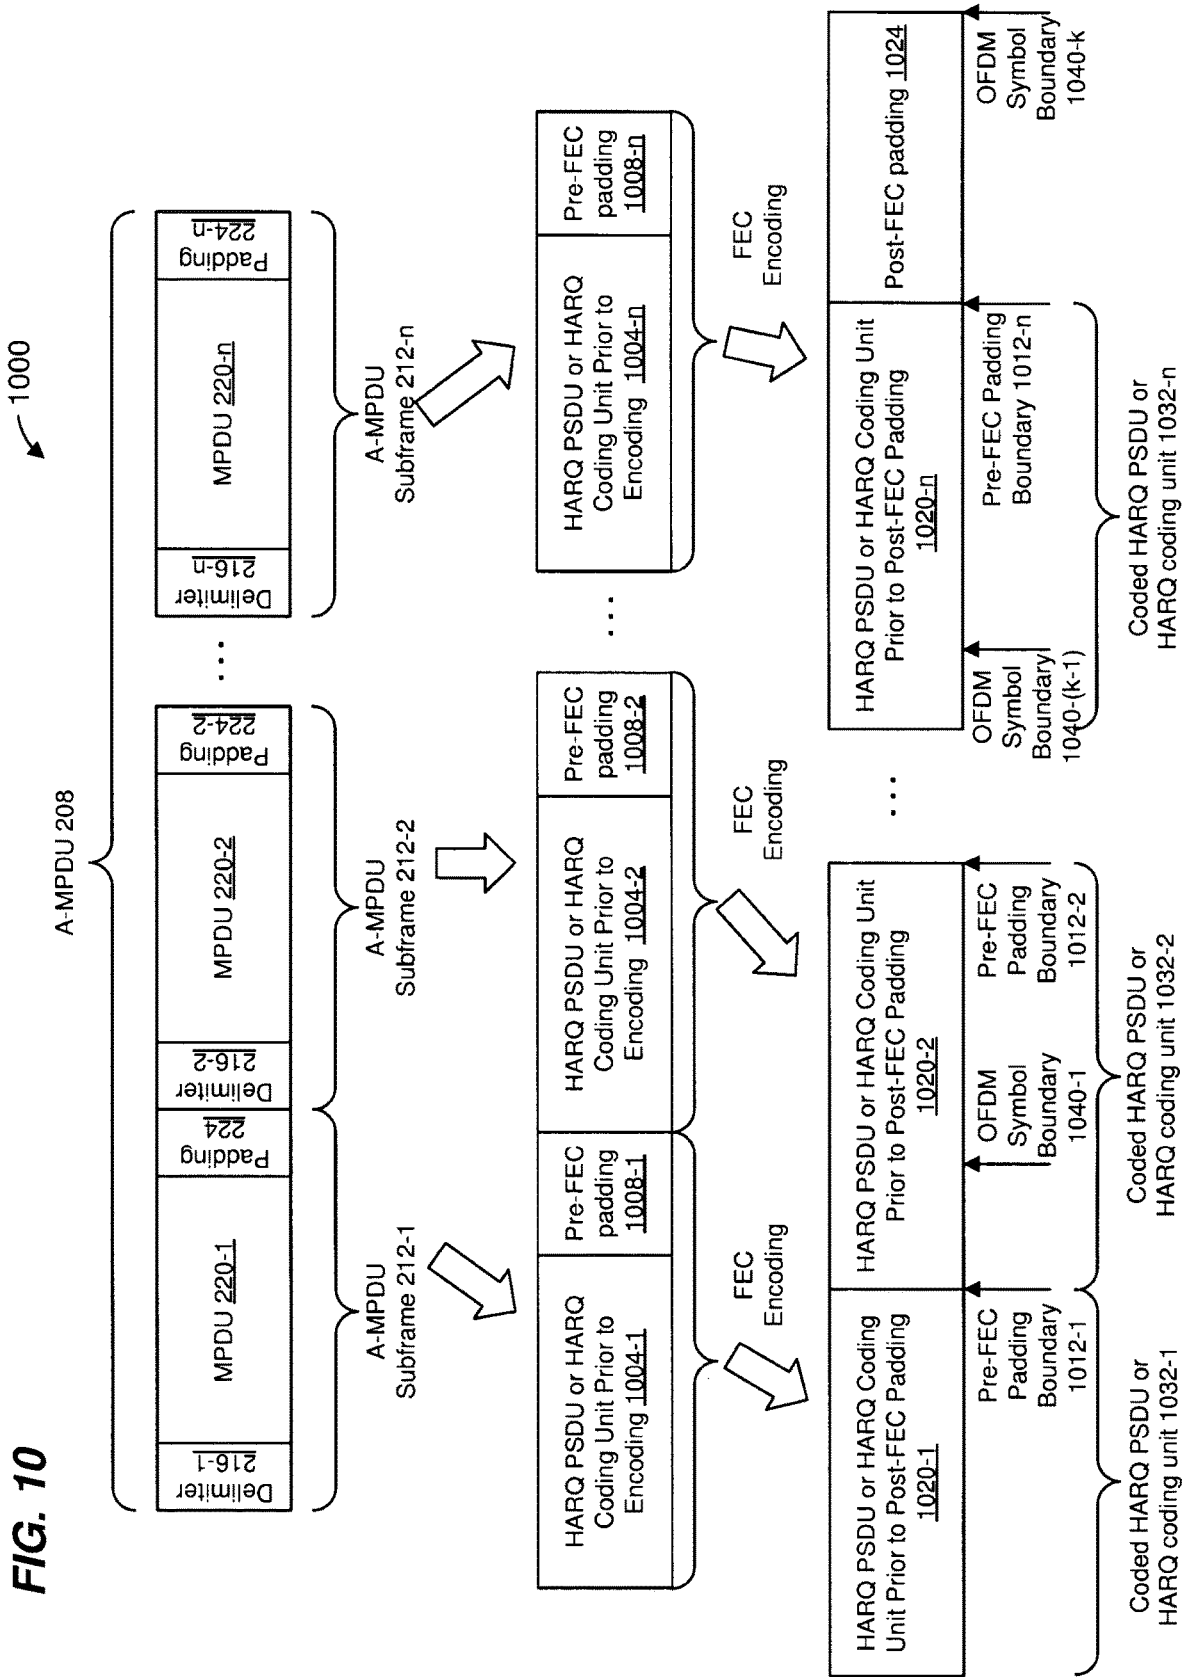 FIG. 10
1000
A-MPDU 208
Delimiter
216-1
MPDU 220-1
Padding
224
Delimiter
216-2
MPDU 220-2
Padding
224-2
...
Delimiter
216-n
MPDU 220-n
Padding
224-n
A-MPDU
Subframe 212-1
A-MPDU
Subframe 212-2
A-MPDU
Subframe 212-n
HARQ PSDU or HARQ
Coding Unit Prior to
Encoding 1004-1
Pre-FEC
padding
1008-1
HARQ PSDU or HARQ
Coding Unit Prior to
Encoding 1004-2
Pre-FEC
padding
1008-2
...
HARQ PSDU or HARQ
Coding Unit Prior to
Encoding 1004-n
Pre-FEC
padding
1008-n
FEC
Encoding
FEC
Encoding
FEC
Encoding
HARQ PSDU or HARQ Coding
Unit Prior to Post-FEC Padding
1020-1
HARQ PSDU or HARQ Coding Unit
Prior to Post-FEC Padding
1020-2
...
HARQ PSDU or HARQ Coding Unit
Prior to Post-FEC Padding
1020-n
Post-FEC padding 1024
Pre-FEC
Padding
Boundary
1012-1
OFDM
Symbol
Boundary
1040-1
Pre-FEC
Padding
Boundary
1012-2
OFDM
Symbol
Boundary
1040-(k-1)
Pre-FEC Padding
Boundary 1012-n
OFDM
Symbol
Boundary
1040-k
Coded HARQ PSDU or
HARQ coding unit 1032-1
Coded HARQ PSDU or
HARQ coding unit 1032-2
Coded HARQ PSDU or
HARQ coding unit 1032-n